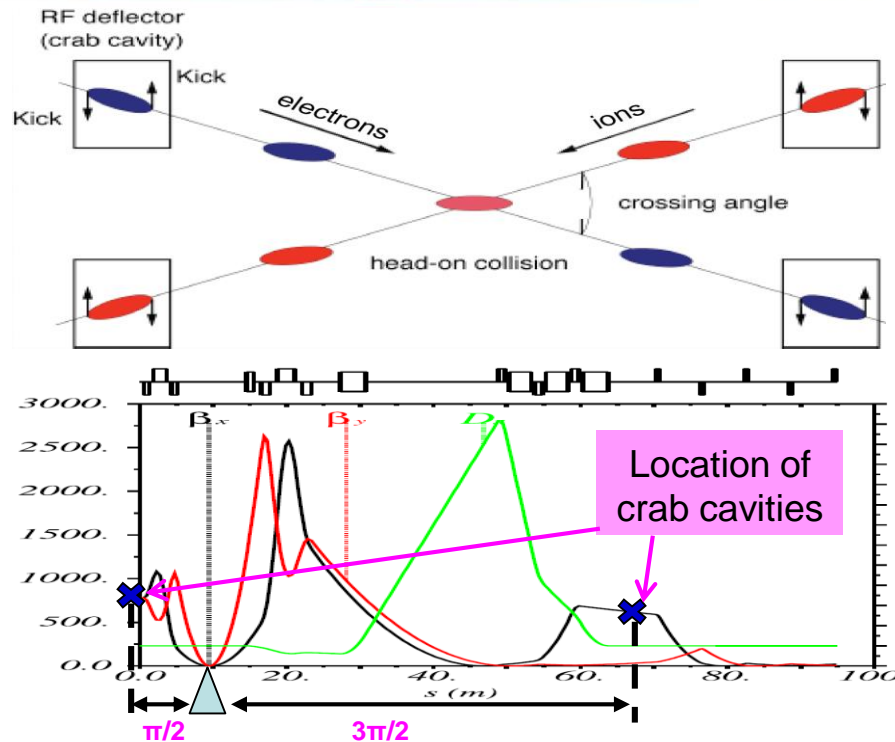 RF deflector
(crab cavity)
Kick
Kick
electrons
ions
crossing angle
head-on collision
3000.
2500.
2000.
1500.
1000.
500.
0.0
βx
βy
D
Location of
crab cavities
0.0
20.
40.
60.
80.
100
s (m)
π/2
3π/2